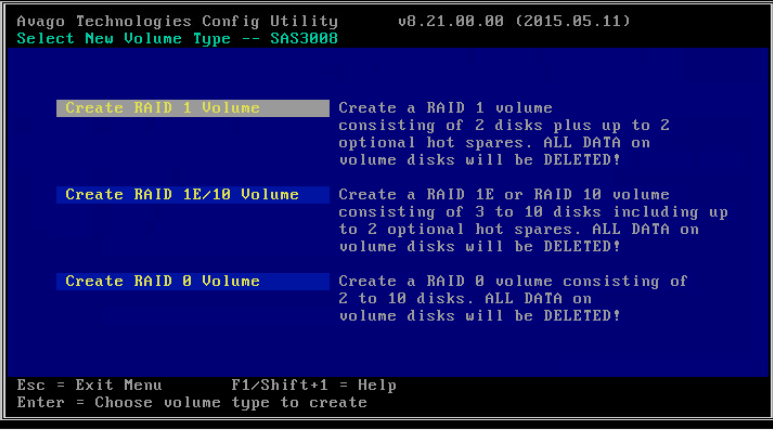 Avago Technologies Config Utility v8.21.00.00 (2015.05.11)
Select New Volume Type -- SAS3008
Create RAID 1 Volume Create a RAID 1 volume
consisting of 2 disks plus up to 2
optional hot spares. ALL DATA on
volume disks will be DELETED!
Create RAID 1E/10 Volume Create a RAID 1E or RAID 10 volume
consisting of 3 to 10 disks including up
to 2 optional hot spares. ALL DATA on
volume disks will be DELETED!
Create RAID 0 Volume Create a RAID 0 volume consisting of
2 to 10 disks. ALL DATA on
volume disks will be DELETED!
Esc = Exit Menu F1/Shift+1 = Help
Enter = Choose volume type to create